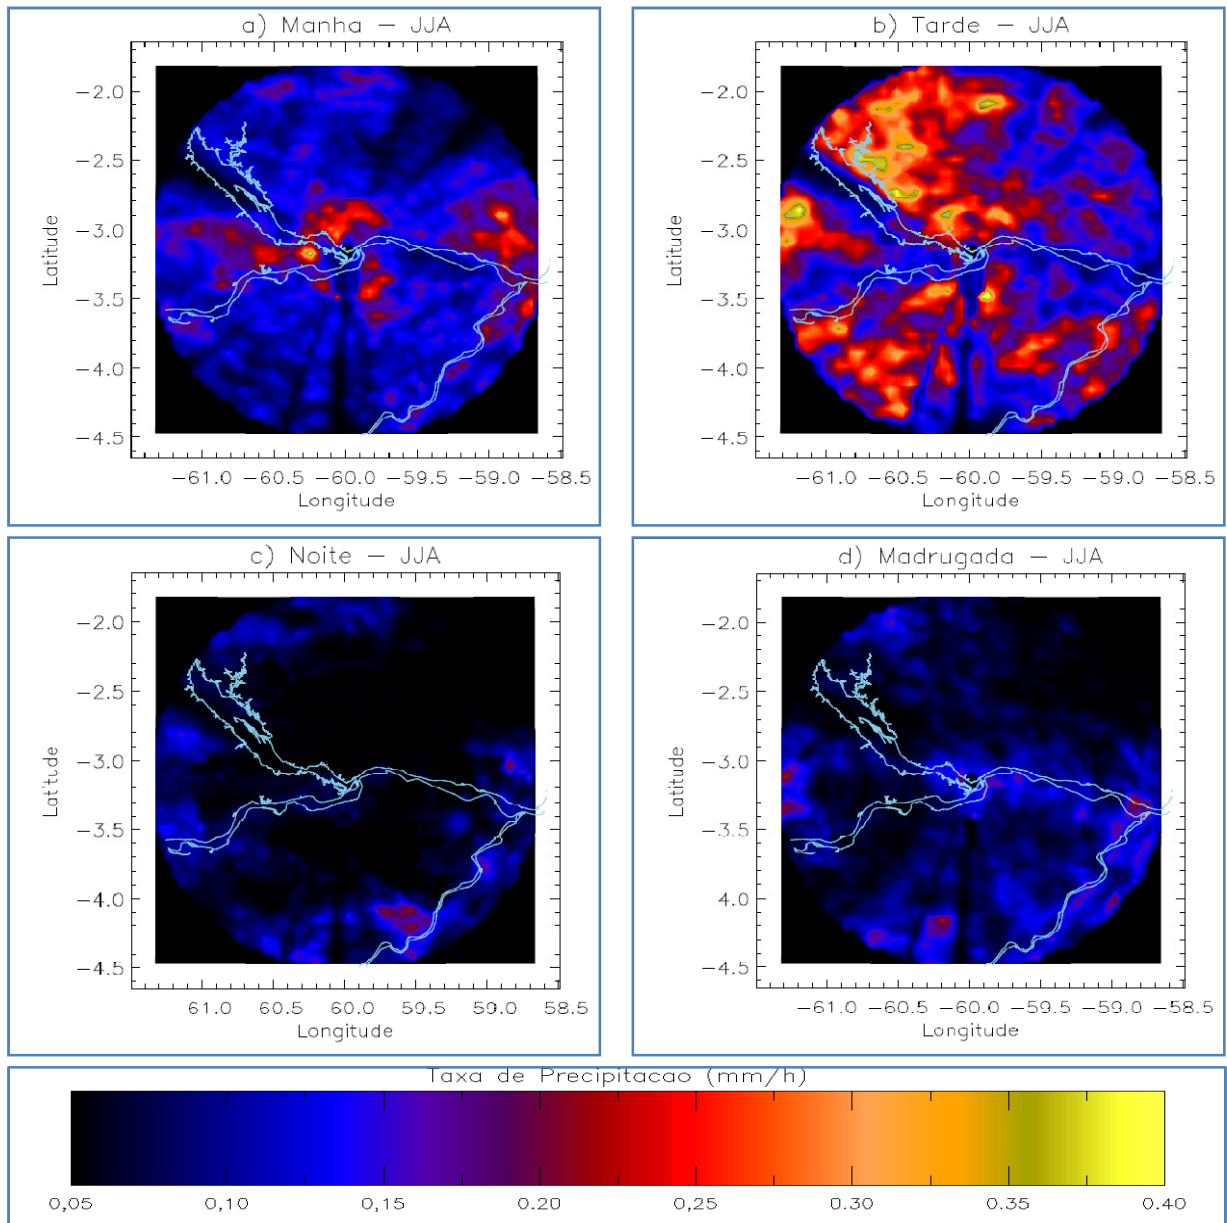 a) Manha – JJA
Latitude
−2.0
−2.5
−3.0
−3.5
−4.0
−4.5
−61.0 −60.5 −60.0 −59.5 −59.0 −58.5
Longitude
b) Tarde – JJA
Latitude
−2.0
−2.5
−3.0
−3.5
−4.0
−4.5
−61.0 −60.5 −60.0 −59.5 −59.0 −58.5
Longitude
c) Noite – JJA
Latitude
−2.0
−2.5
−3.0
−3.5
−4.0
−4.5
61.0 −60.5 −60.0 −59.5 −59.0 −58.5
Longitude
d) Madrugada – JJA
Latitude
−2.0
−2.5
−3.0
−3.5
4.0
−4.5
−61.0 −60.5 −60.0 −59.5 −59.0 −58.5
Longitude
Taxa de Precipitacao (mm/h)
0,05 0,10 0,15 0.20 0,25 0.30 0.35 0.40